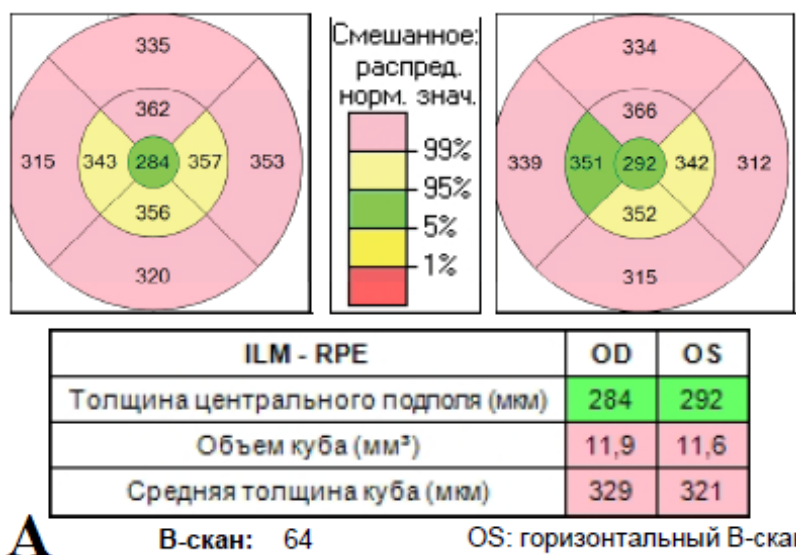 335
362
315 343 284 357 353
356
320
Смешанное:
распред.
норм. знач.
99%
95%
5%
1%
334
366
339 351 292 342 312
352
315
ILM - RPE OD OS
Толщина центрального подполя (мкм) 284 292
Объем куба (мм³) 11,9 11,6
Средняя толщина куба (мкм) 329 321
A В-скан: 64 OS: горизонтальный В-скан